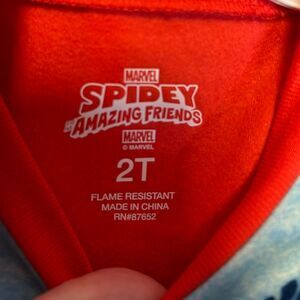 MARVEL
SPIDEY
AND HIS
AMAZING FRIENDS
MARVEL
© MARVEL
2T
FLAME RESISTANT
MADE IN CHINA
RN#87652